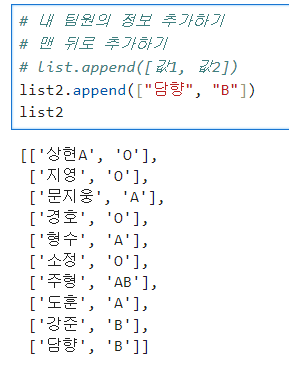 # 내 팀원의 정보 추가하기
# 맨 뒤로 추가하기
# list.append([값1, 값2])
list2.append(["담향", "B"])
list2
[['상현A', 'O'],
['지영', 'O'],
['문지웅', 'A'],
['경호', 'O'],
['형수', 'A'],
['소정', 'O'],
['주형', 'AB'],
['도훈', 'A'],
['강준', 'B'],
['담향', 'B']]